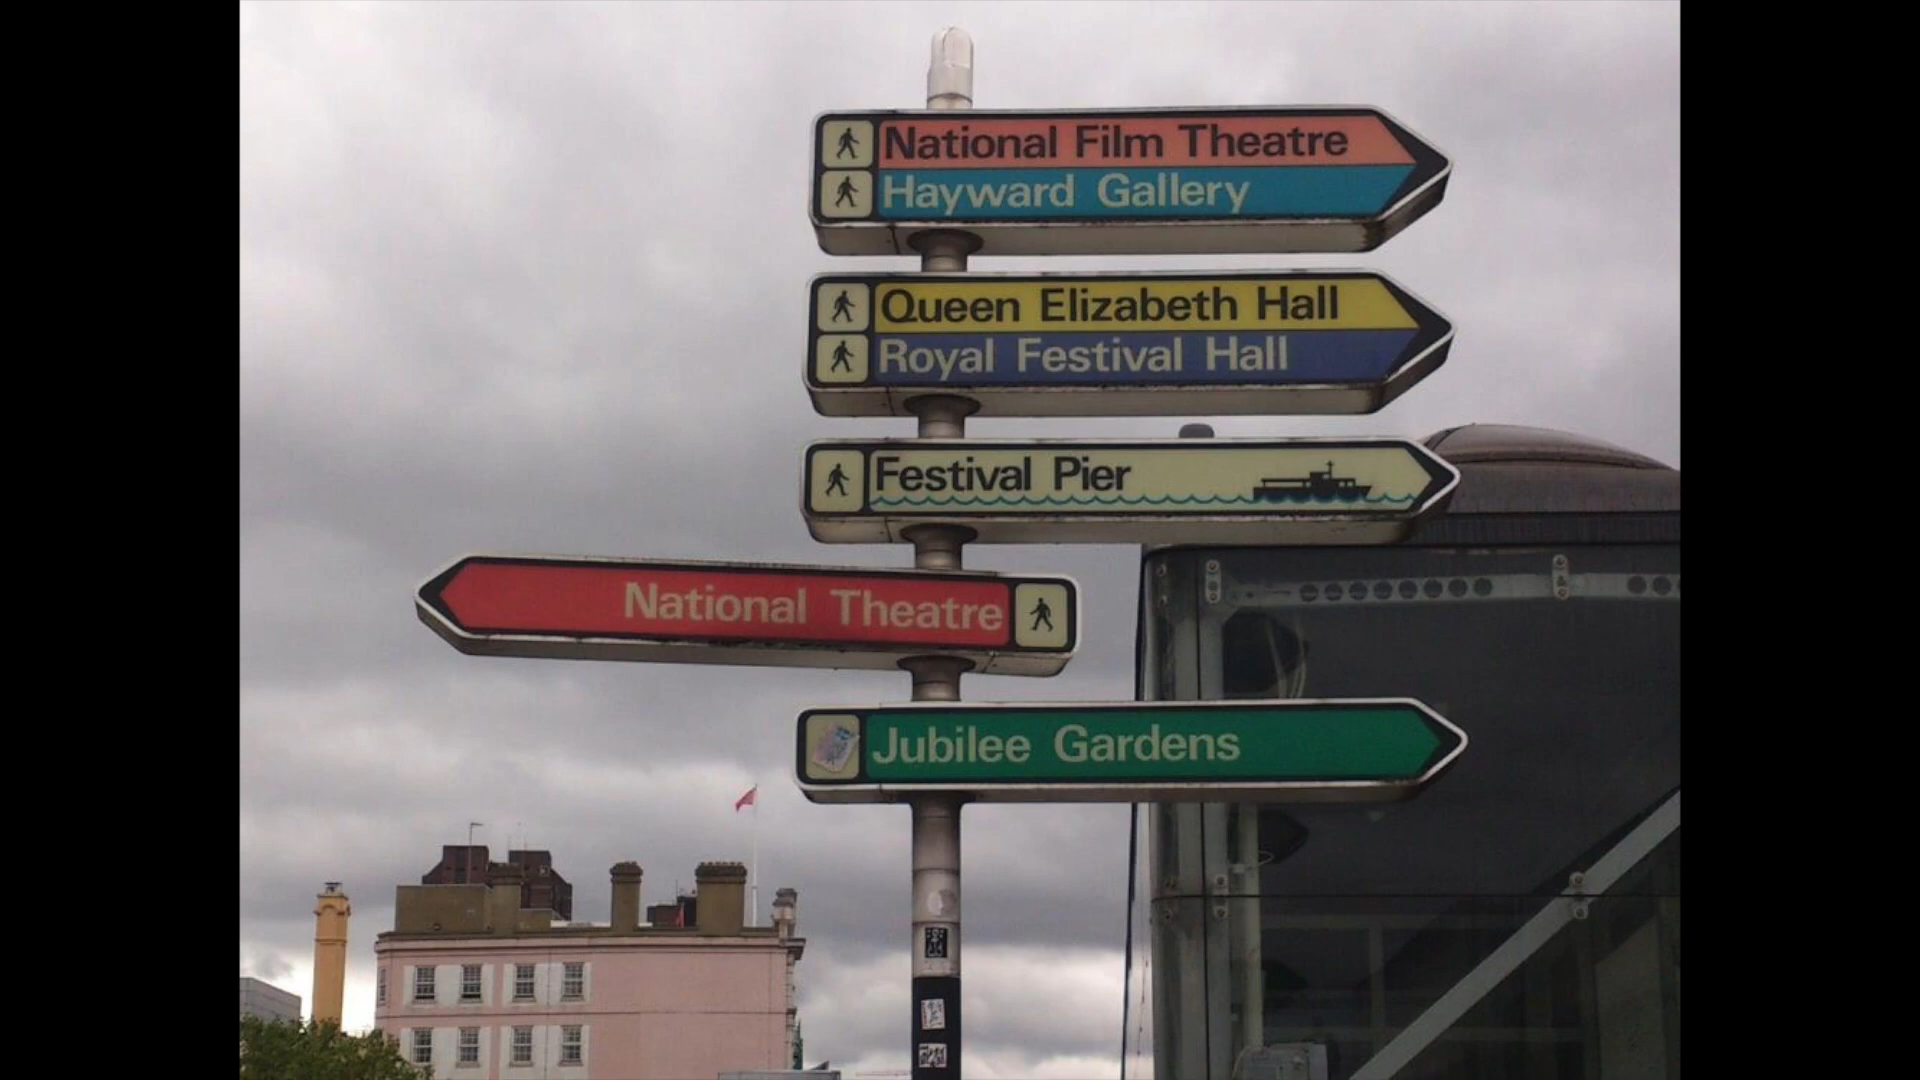 National Film Theatre
Hayward Gallery
Queen Elizabeth Hall
Royal Festival Hall
Festival Pier
National Theatre
Jubilee Gardens